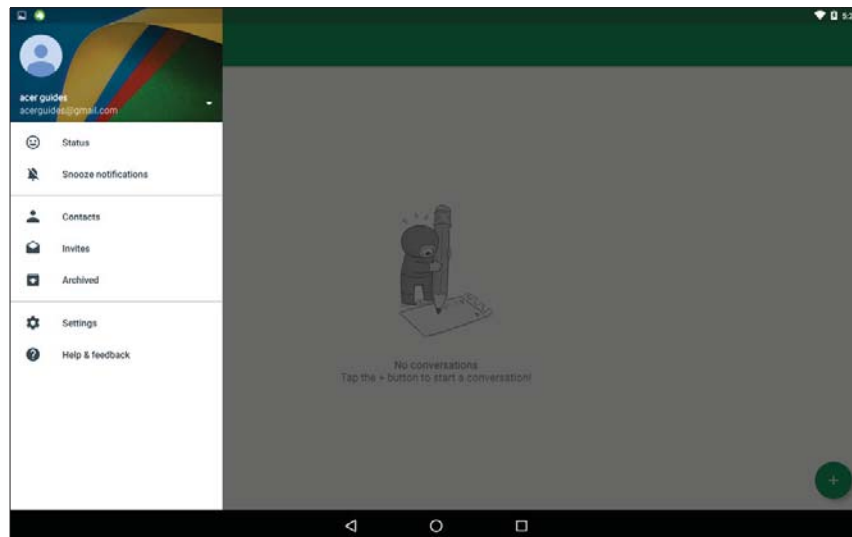 acer guides
acerguides@gmail.com
Status
Snooze notifications
Contacts
Invites
Archived
Settings
Help & feedback
No conversations
Tap the + button to start a conversation!